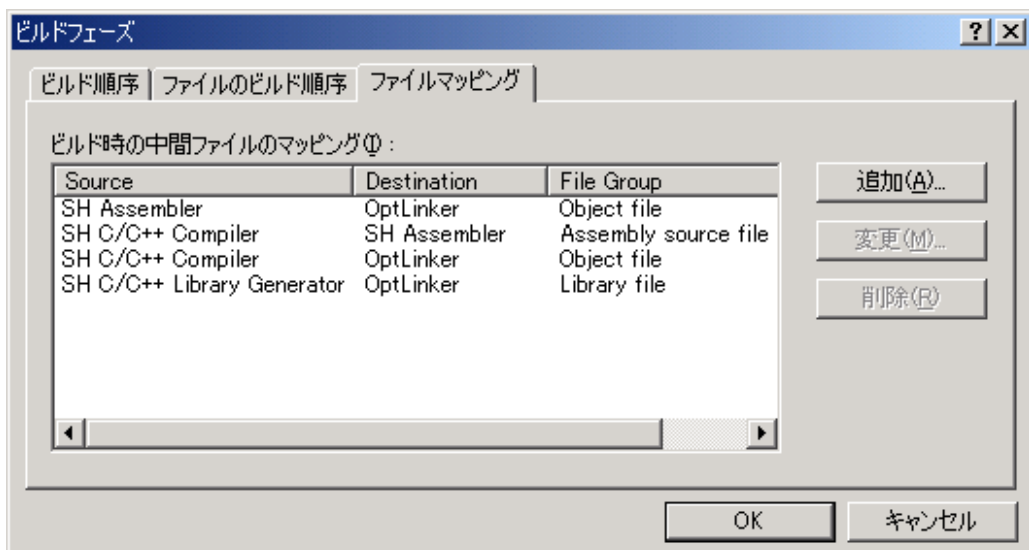 ビルドフェーズ
ビルド順序 ファイルのビルド順序 ファイルマッピング
ビルド時の中間ファイルのマッピング(I) :
Source Destination File Group
SH Assembler OptLinker Object file
SH C/C++ Compiler SH Assembler Assembly source file
SH C/C++ Compiler OptLinker Object file
SH C/C++ Library Generator OptLinker Library file
追加(A)...
変更(M)...
削除(R)
OK キャンセル